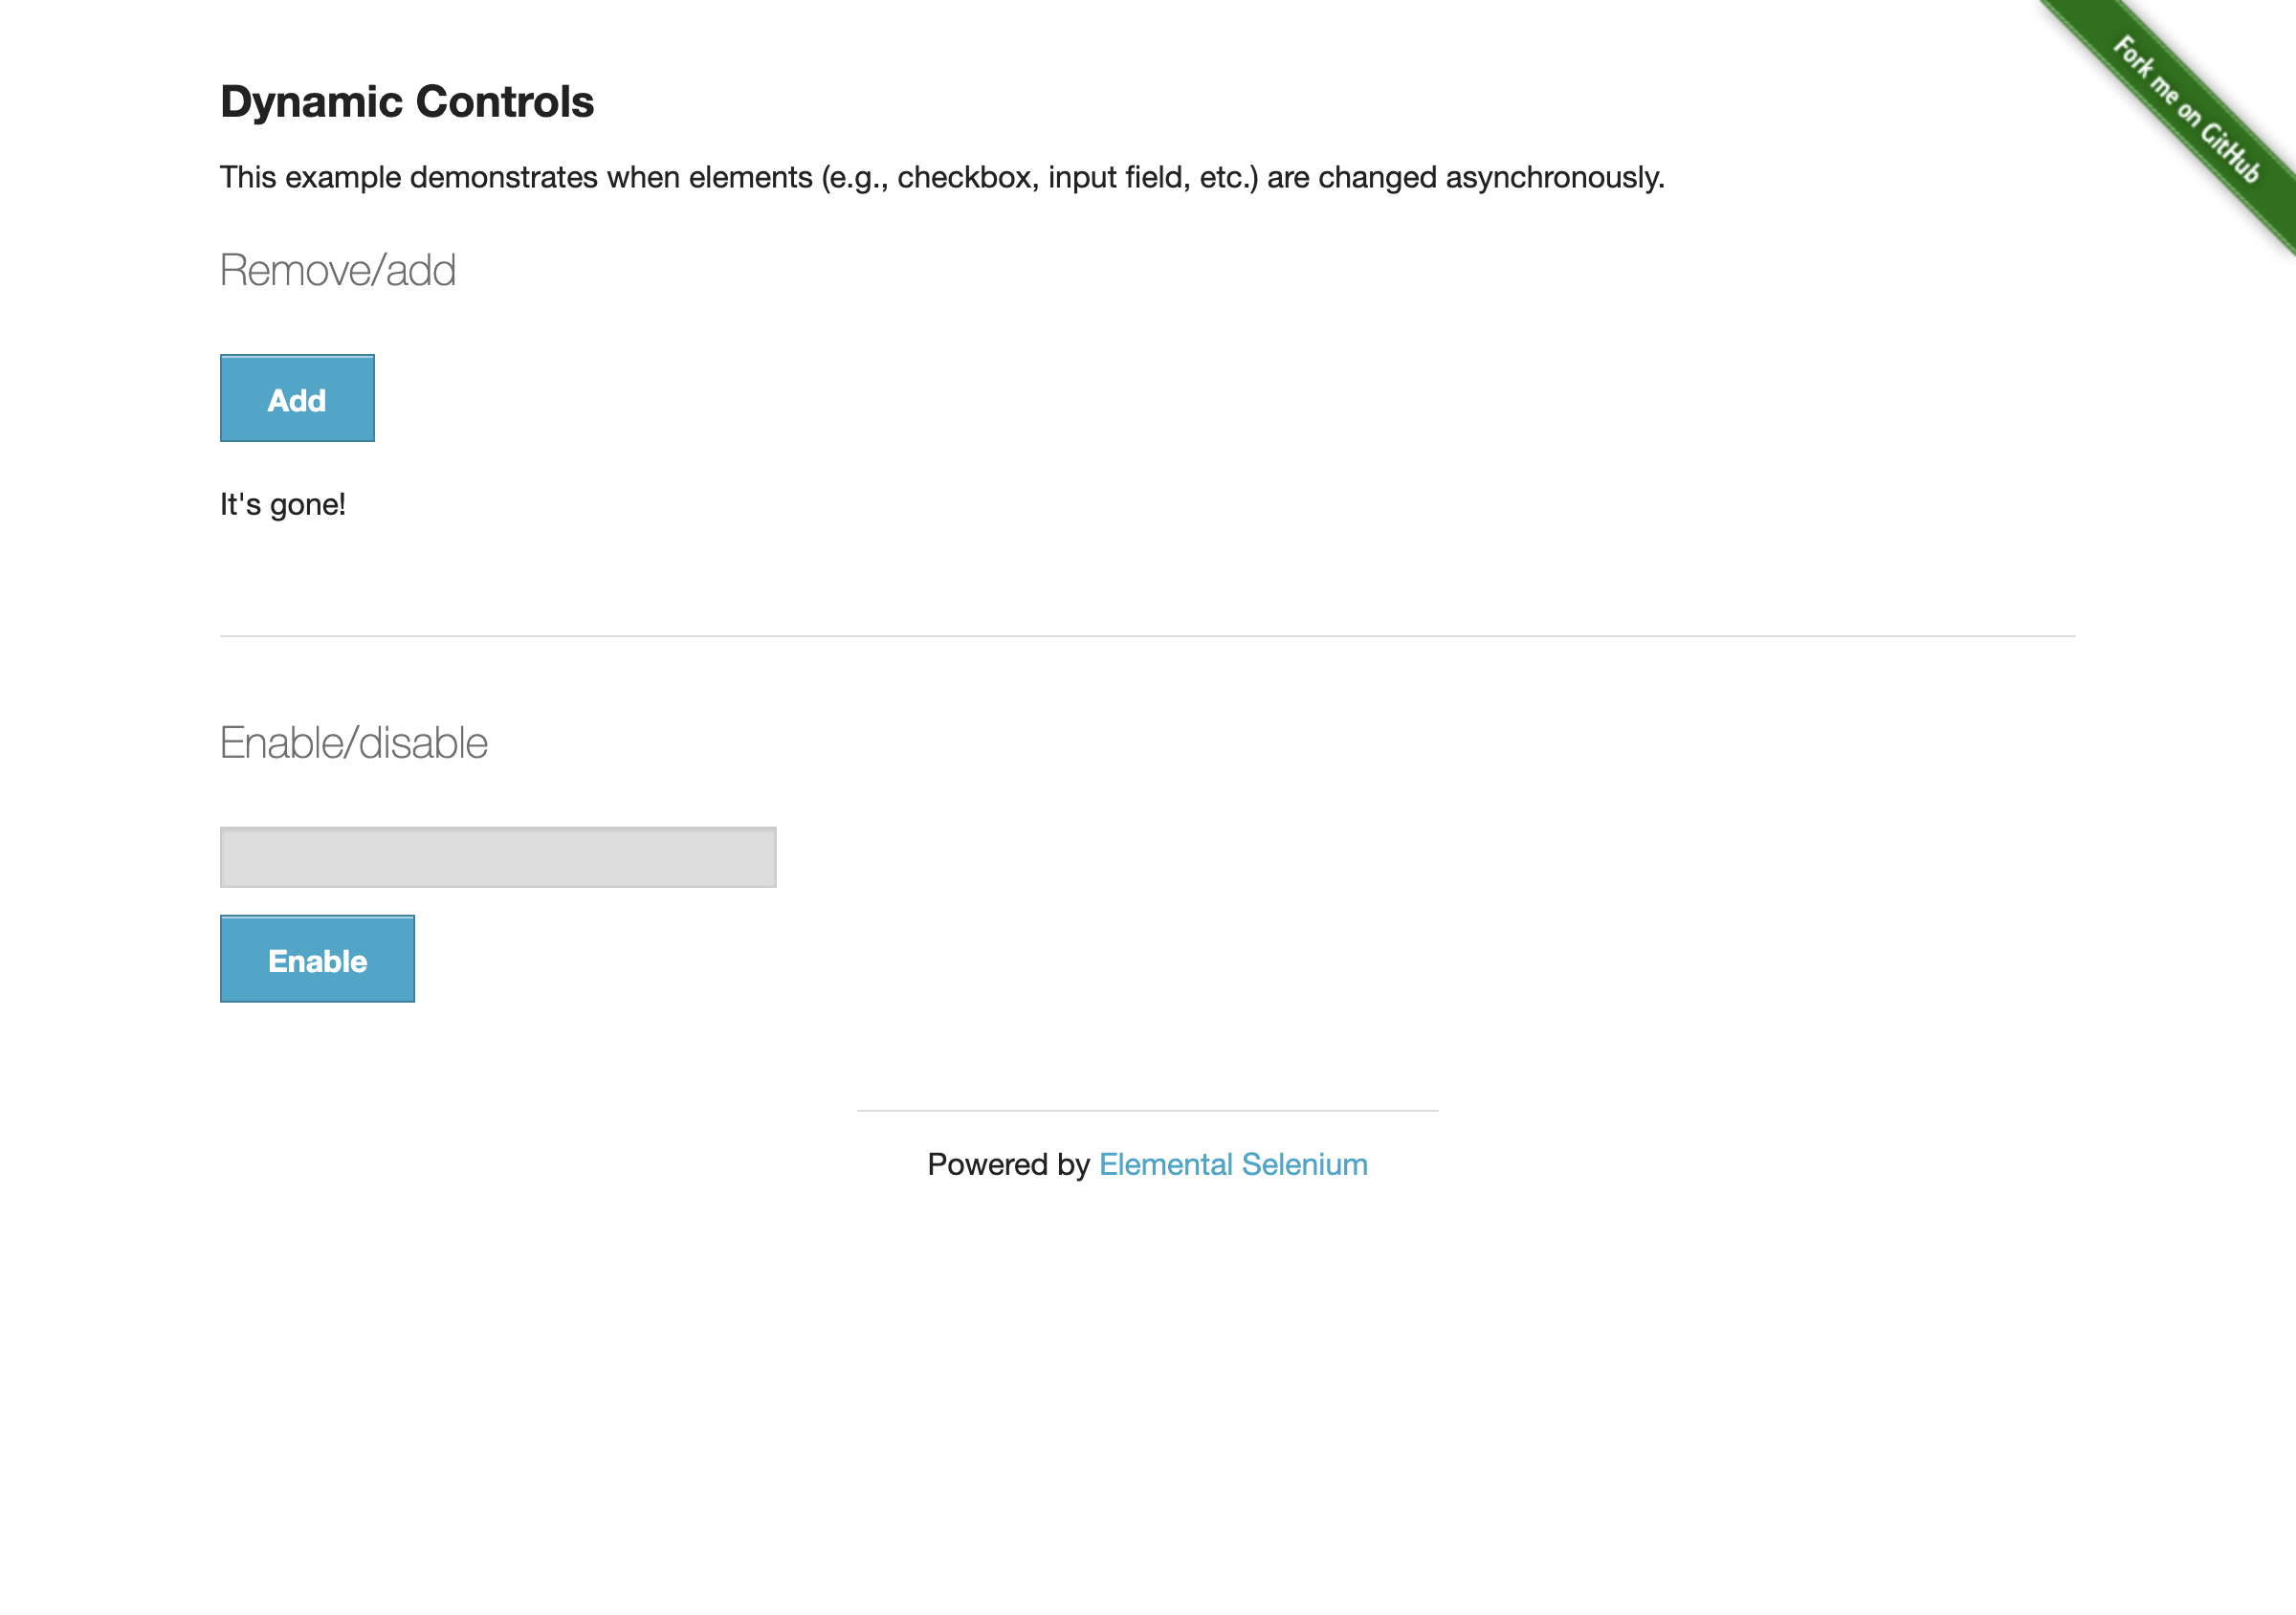 Fork me on GitHub
Dynamic Controls
This example demonstrates when elements (e.g., checkbox, input field, etc.) are changed asynchronously.
Remove/add
Add
It's gone!
Enable/disable
Enable
Powered by Elemental Selenium